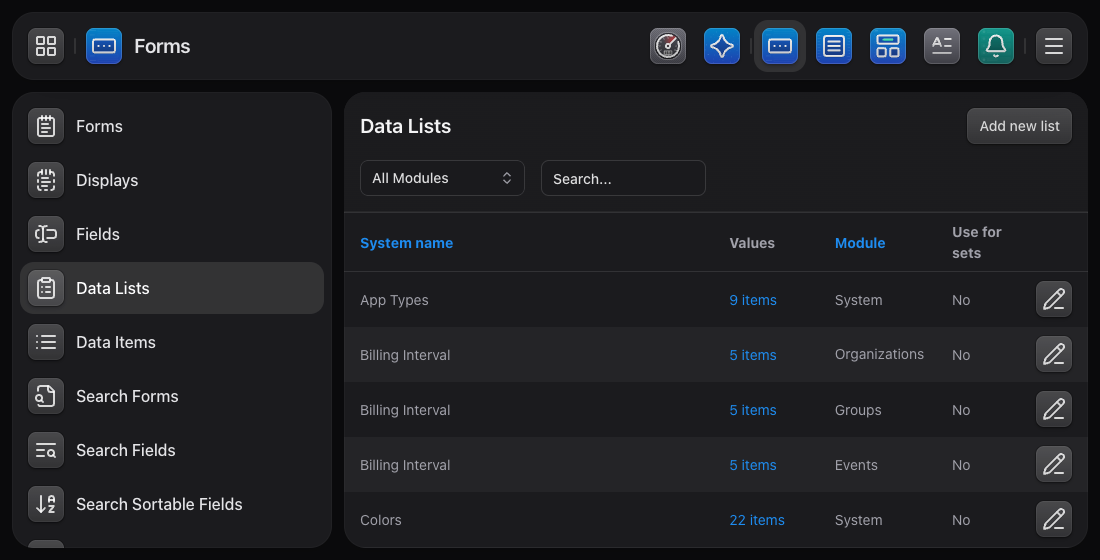 Forms
Forms
Displays
Fields
Data Lists
Data Items
Search Forms
Search Fields
Search Sortable Fields
Data Lists
Add new list
All Modules
Search...
System name Values Module Use for sets
App Types 9 items System No
Billing Interval 5 items Organizations No
Billing Interval 5 items Groups No
Billing Interval 5 items Events No
Colors 22 items System No